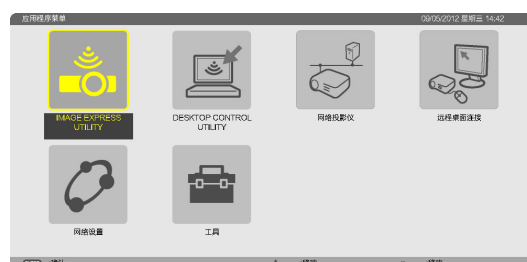 应用程序菜单
09/05/2012 星期三 14:42
IMAGE EXPRESS
UTILITY
DESKTOP CONTROL
UTILITY
网络投影仪
远程桌面连接
网络设置
工具